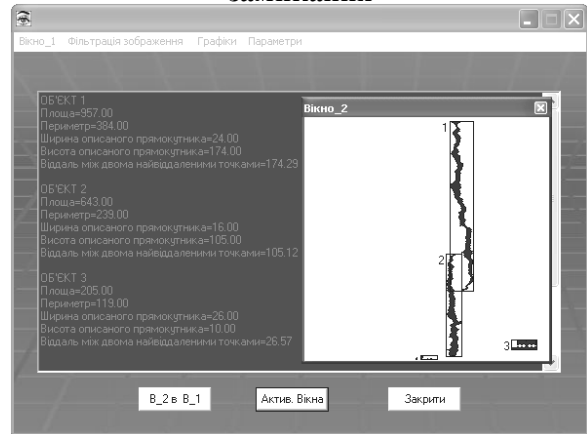 Вікно_1 Фільтрація зображення Графіки Параметри
ОБ'ЄКТ 1
Площа=957.00
Периметр=384.00
Ширина описаного прямокутника=24.00
Висота описаного прямокутника=174.00
Віддаль між двома найвіддаленими точками=174.29
ОБ'ЄКТ 2
Площа=643.00
Периметр=239.00
Ширина описаного прямокутника=16.00
Висота описаного прямокутника=105.00
Віддаль між двома найвіддаленими точками=105.12
ОБ'ЄКТ 3
Площа=205.00
Периметр=119.00
Ширина описаного прямокутника=26.00
Висота описаного прямокутника=10.00
Віддаль між двома найвіддаленими точками=26.57
Вікно_2
1
2
3
В_2 в В_1
Актив. Вікна
Закрити